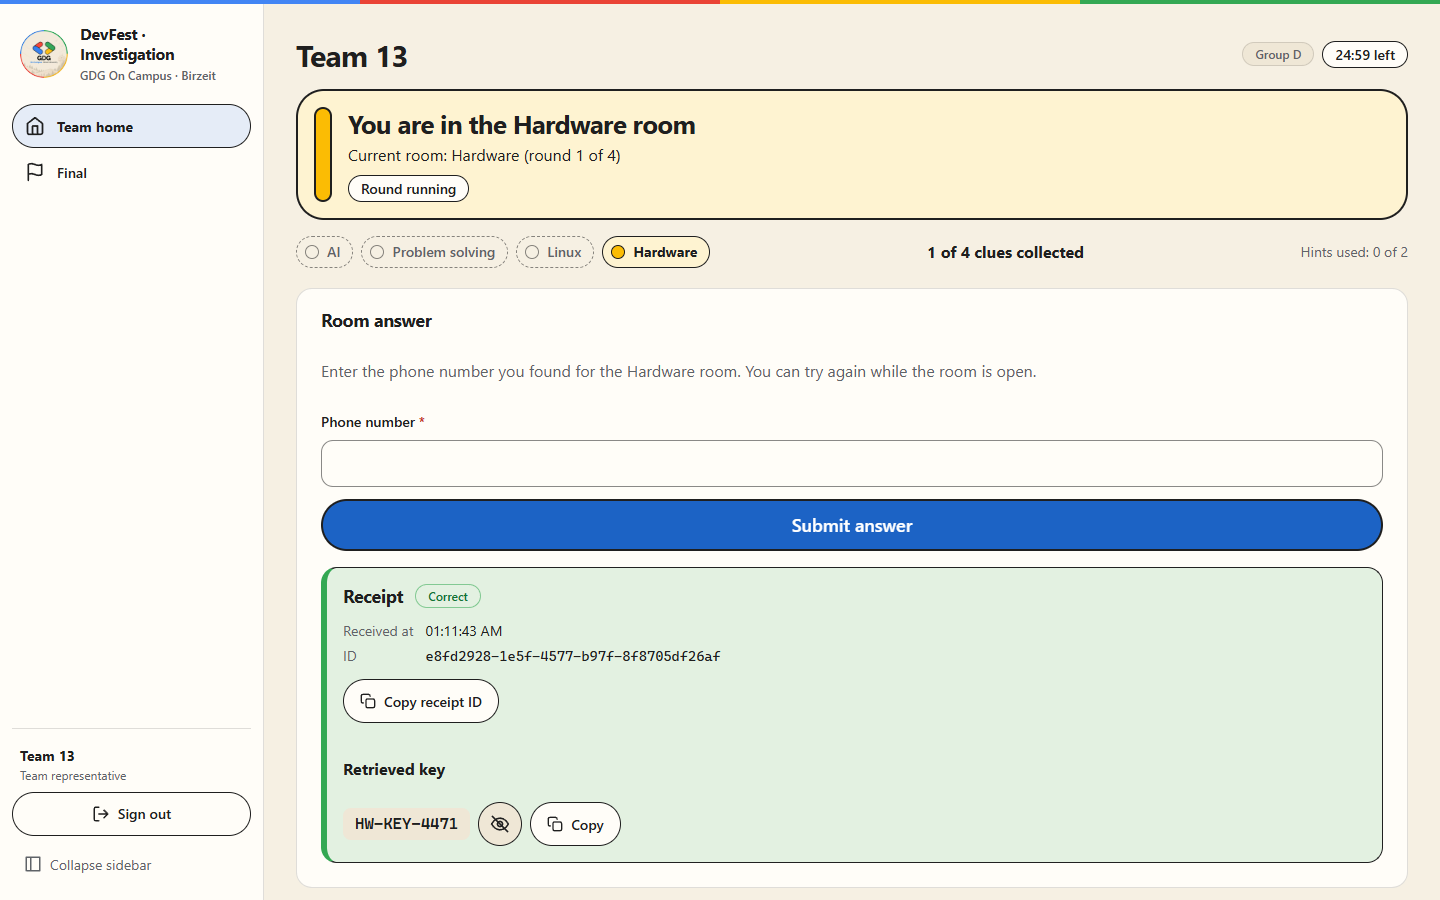 DevFest ·
Investigation
GDG On Campus · Birzeit
GDG
Team home
Final
Team 13
Team representative
Sign out
Collapse sidebar
Team 13
Group D
24:59 left
You are in the Hardware room
Current room: Hardware (round 1 of 4)
Round running
AI
Problem solving
Linux
Hardware
1 of 4 clues collected
Hints used: 0 of 2
Room answer
Enter the phone number you found for the Hardware room. You can try again while the room is open.
Phone number *
Submit answer
Receipt
Correct
Received at 01:11:43 AM
ID e8fd2928-1e5f-4577-b97f-8f8705df26af
Copy receipt ID
Retrieved key
HW-KEY-4471
Copy